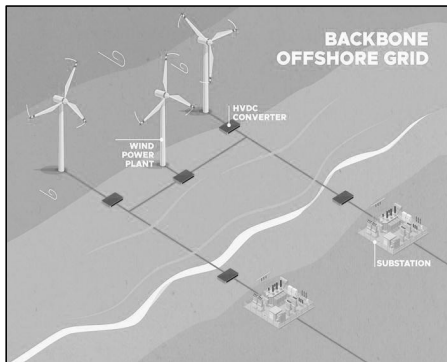 BACKBONE
OFFSHORE GRID
HVDC
CONVERTER
WIND
POWER
PLANT
SUBSTATION